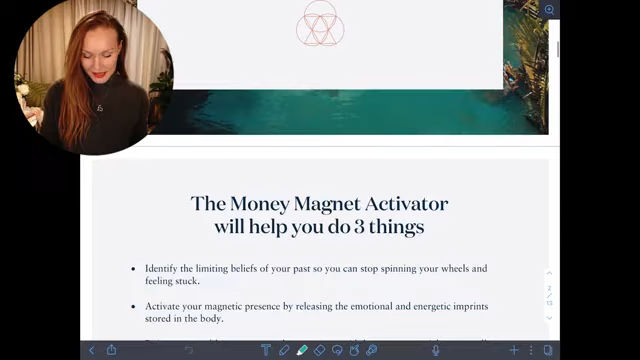 The Money Magnet Activator
will help you do 3 things
• Identify the limiting beliefs of your past so you can stop spinning your wheels and
feeling stuck.
• Activate your magnetic presence by releasing the emotional and energetic imprints
stored in the body.
2
/
13